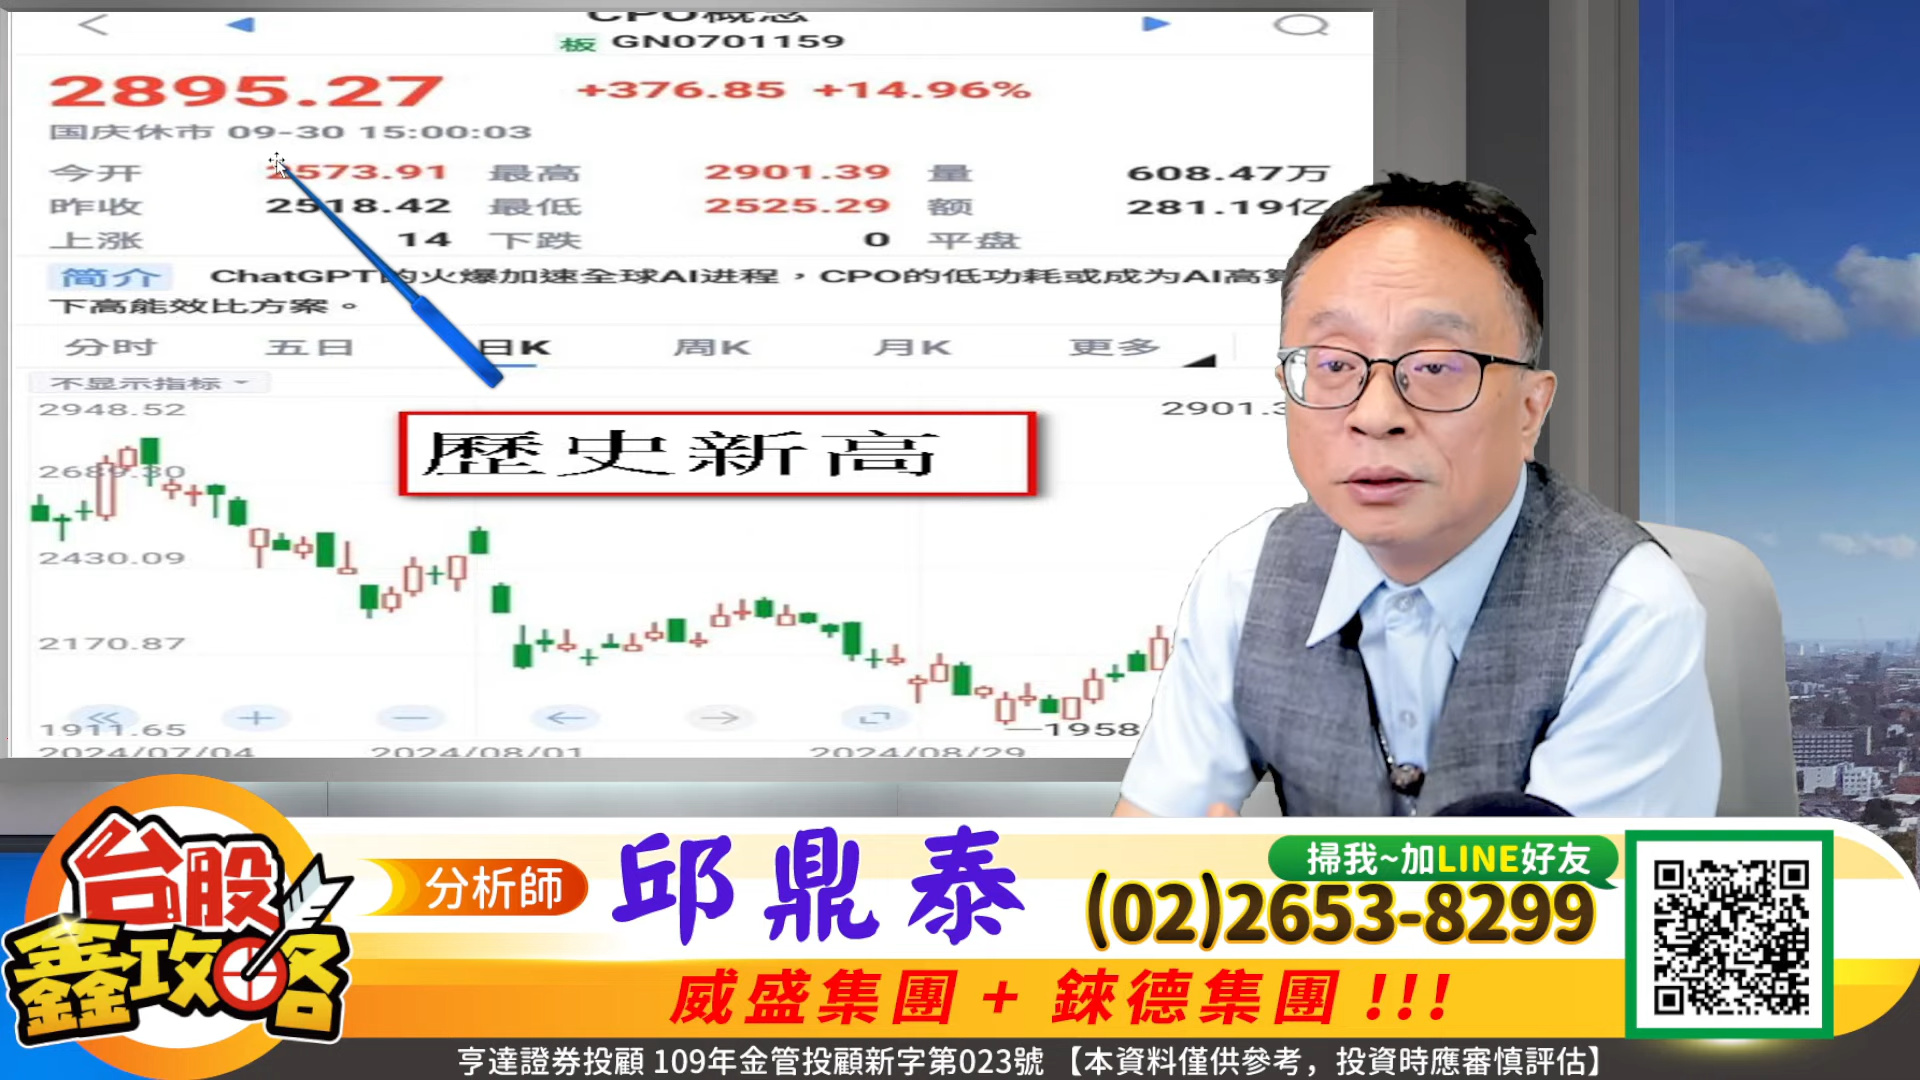 CPO概念
板 GN0701159
2895.27 +376.85 +14.96%
国庆休市 09-30 15:00:03
今开 2573.91 最高 2901.39 量 608.47万
昨收 2518.42 最低 2525.29 额 281.19亿
上涨 14 下跌 0 平盘
简介 ChatGPT的火爆加速全球AI进程，CPO的低功耗或成为AI高算
下高能效比方案。
分时 五日 日K 周K 月K 更多
不显示指标
2948.52
2901.3
歷史新高
2689.30
2430.09
2170.87
1911.65
1958
2024/07/04 2024/08/01 2024/08/29
台股
鑫攻略
分析師
邱鼎泰
掃我~加LINE好友
(02)2653-8299
威盛集團 + 錸德集團 !!!
亨達證券投顧 109年金管投顧新字第023號 【本資料僅供參考，投資時應審慎評估】